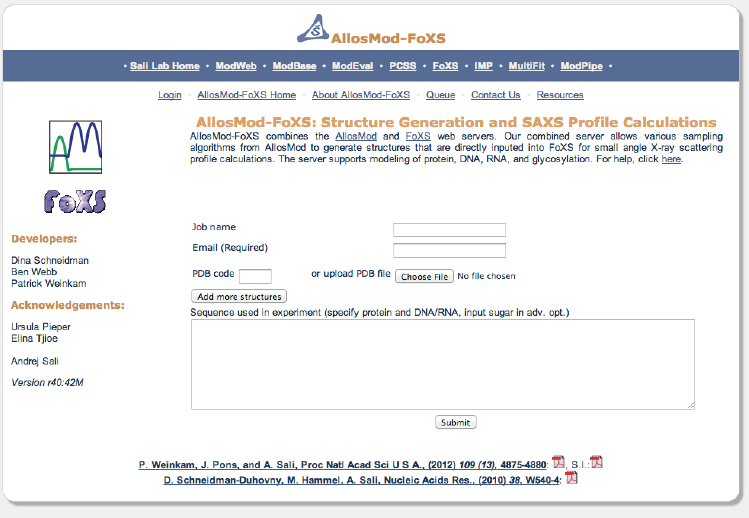 AllosMod-FoXS
• Sali Lab Home • ModWeb • ModBase • ModEval • PCSS • FoXS • IMP • MultiFit • ModPipe •
Login · AllosMod-FoXS Home · About AllosMod-FoXS · Queue · Contact Us · Resources
AllosMod-FoXS: Structure Generation and SAXS Profile Calculations
AllosMod-FoXS combines the AllosMod and FoXS web servers. Our combined server allows various sampling
algorithms from AllosMod to generate structures that are directly inputed into FoXS for small angle X-ray scattering
profile calculations. The server supports modeling of protein, DNA, RNA, and glycosylation. For help, click here.
FoXS
Developers:
Dina Schneidman
Ben Webb
Patrick Weinkam
Acknowledgements:
Ursula Pieper
Elina Tjioe
Andrej Sali
Version r40:42M
Job name
Email (Required)
PDB code or upload PDB file Choose File No file chosen
Add more structures
Sequence used in experiment (specify protein and DNA/RNA, input sugar in adv. opt.)
Submit
P. Weinkam, J. Pons, and A. Sali, Proc Natl Acad Sci U S A., (2012) 109 (13), 4875-4880: , S.I.:
D. Schneidman-Duhovny, M. Hammel, A. Sali, Nucleic Acids Res., (2010) 38, W540-4: